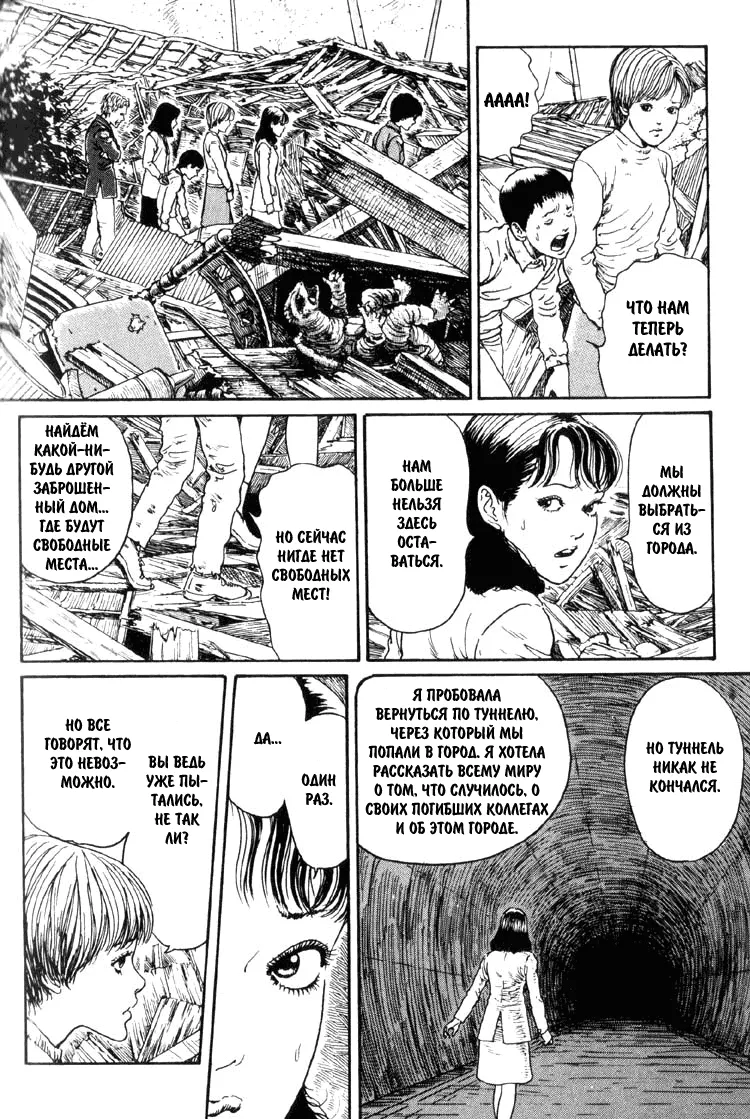 АААА!
ЧТО НАМ
ТЕПЕРЬ
ДЕЛАТЬ?
НАЙДЁМ
КАКОЙ-НИ-
БУДЬ ДРУГОЙ
ЗАБРОШЕН-
НЫЙ ДОМ...
ГДЕ БУДУТ
СВОБОДНЫЕ
МЕСТА...
НО СЕЙЧАС
НИГДЕ НЕТ
СВОБОДНЫХ
МЕСТ!
НАМ
БОЛЬШЕ
НЕЛЬЗЯ
ЗДЕСЬ
ОСТА-
ВАТЬСЯ.
МЫ
ДОЛЖНЫ
ВЫБРАТЬ-
СЯ ИЗ
ГОРОДА.
НО ВСЕ
ГОВОРЯТ, ЧТО
ЭТО НЕВОЗ-
МОЖНО.
ВЫ ВЕДЬ
УЖЕ ПЫ-
ТАЛИСЬ,
НЕ ТАК
ЛИ?
ДА...
ОДИН
РАЗ.
Я ПРОБОВАЛА
ВЕРНУТЬСЯ ПО ТУННЕЛЮ,
ЧЕРЕЗ КОТОРЫЙ МЫ
ПОПАЛИ В ГОРОД. Я ХОТЕЛА
РАССКАЗАТЬ ВСЕМУ МИРУ
О ТОМ, ЧТО СЛУЧИЛОСЬ, О
СВОИХ ПОГИБШИХ КОЛЛЕГАХ
И ОБ ЭТОМ ГОРОДЕ.
НО ТУННЕЛЬ
НИКАК НЕ
КОНЧАЛСЯ.